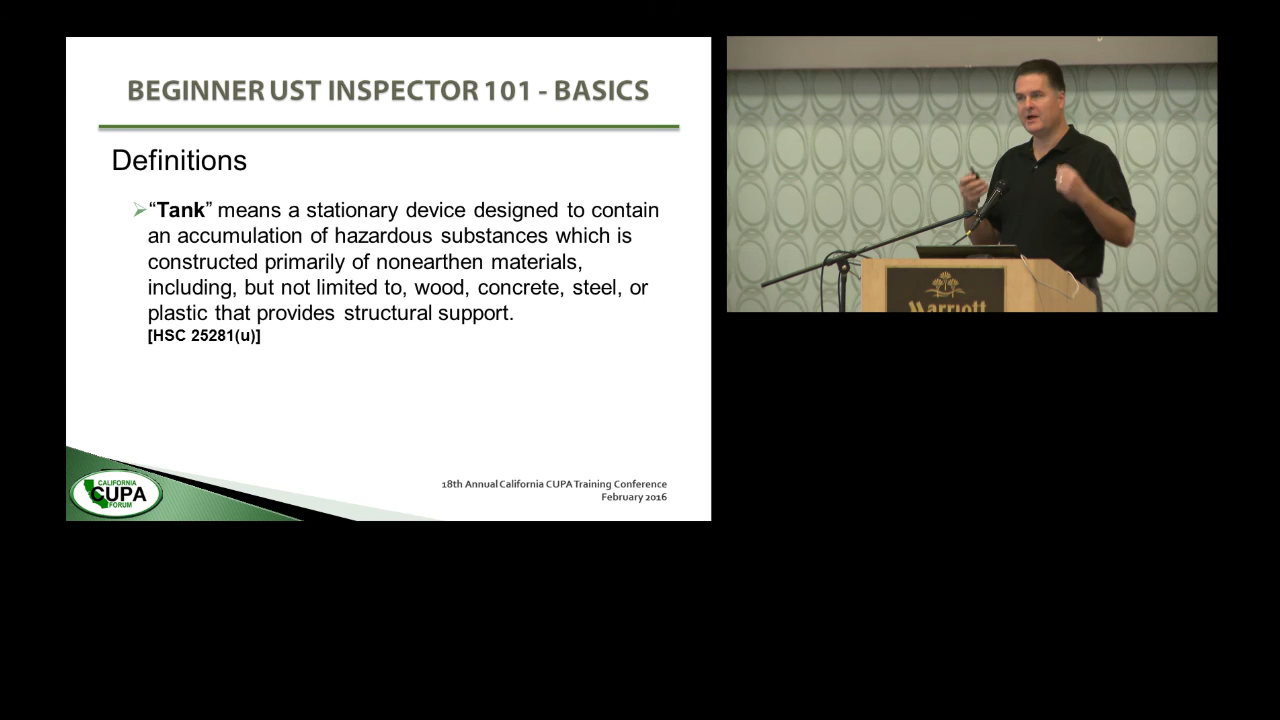 BEGINNER UST INSPECTOR 101 - BASICS
Definitions
“Tank” means a stationary device designed to contain
an accumulation of hazardous substances which is
constructed primarily of nonearthen materials,
including, but not limited to, wood, concrete, steel, or
plastic that provides structural support.
[HSC 25281(u)]
CALIFORNIA
CUPA
FORUM
18th Annual California CUPA Training Conference
February 2016
Marriott